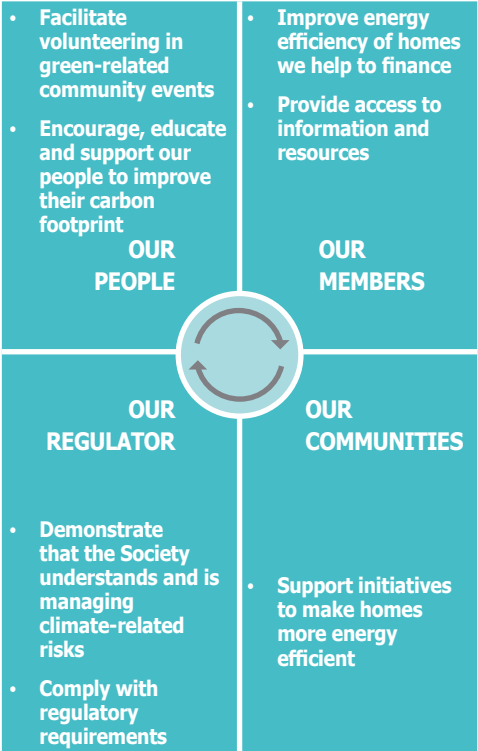 • Facilitate
volunteering in
green-related
community events
• Encourage, educate
and support our
people to improve
their carbon
footprint
OUR
PEOPLE
• Improve energy
efficiency of homes
we help to finance
• Provide access to
information and
resources
OUR
MEMBERS
OUR
REGULATOR
• Demonstrate
that the Society
understands and is
managing
climate-related
risks
• Comply with
regulatory
requirements
OUR
COMMUNITIES
• Support initiatives
to make homes
more energy
efficient